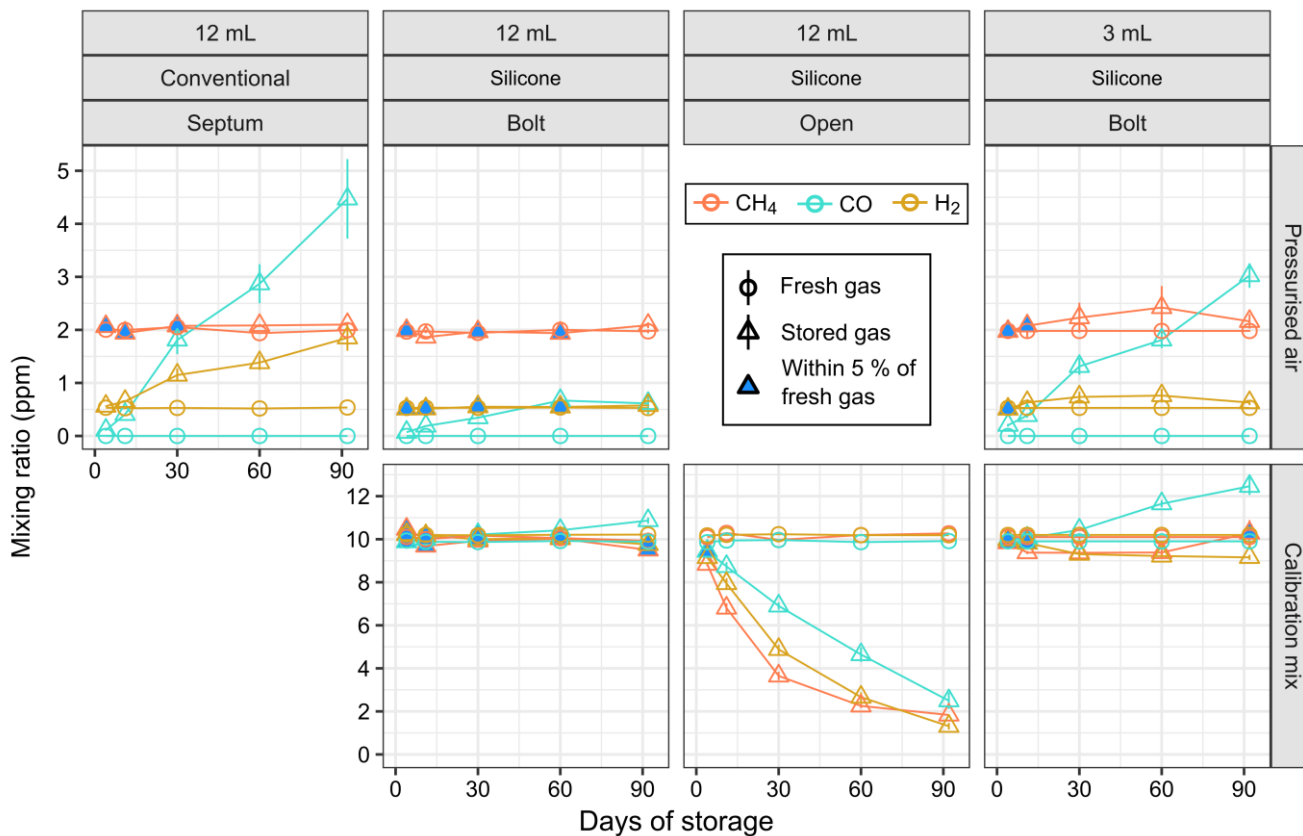 12 mL
12 mL
12 mL
3 mL
Conventional
Silicone
Silicone
Silicone
Septum
Bolt
Open
Bolt
5
4
3
2
1
0
0
30
60
90
CH₄
CO
H₂
Fresh gas
Stored gas
Within 5 % of
fresh gas
Pressurised air
Mixing ratio (ppm)
12
10
8
6
4
2
0
Calibration mix
0
30
60
90
0
30
60
90
0
30
60
90
Days of storage